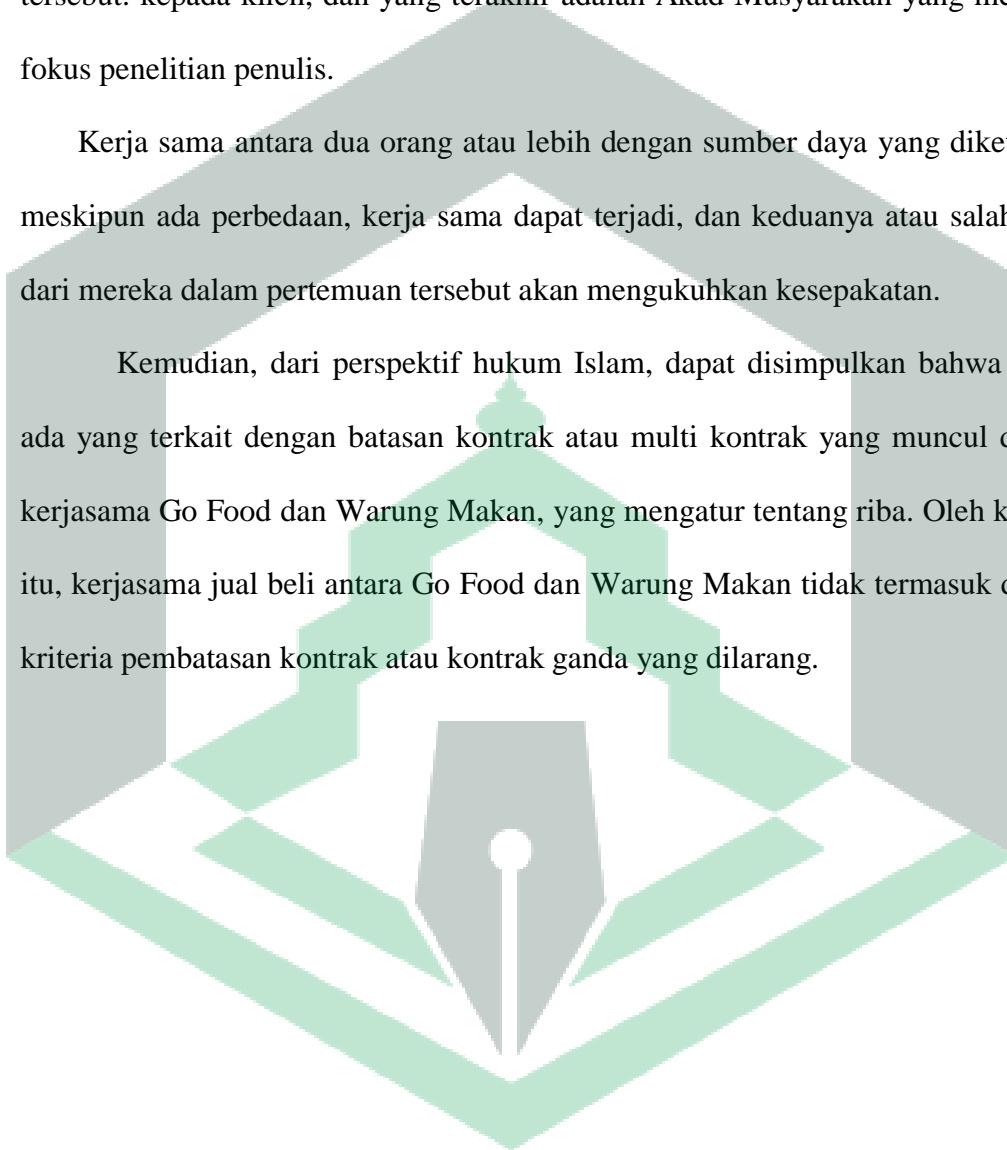 tersebut. kepada klien, dan yang terakhir adalah Akad Musyarakah yang
fokus penelitian penulis.
Kerja sama antara dua orang atau lebih dengan sumber daya yang
meskipun ada perbedaan, kerja sama dapat terjadi, dan keduanya atau
dari mereka dalam pertemuan tersebut akan mengukuhkan kesepakatan.
Kemudian, dari perspektif hukum Islam, dapat disimpulkan bahwa
ada yang terkait dengan batasan kontrak atau multi kontrak yang muncul
kerjasama Go Food dan Warung Makan, yang mengatur tentang riba. Oleh
itu, kerjasama jual beli antara Go Food dan Warung Makan tidak termasuk
kriteria pembatasan kontrak atau kontrak ganda yang dilarang.